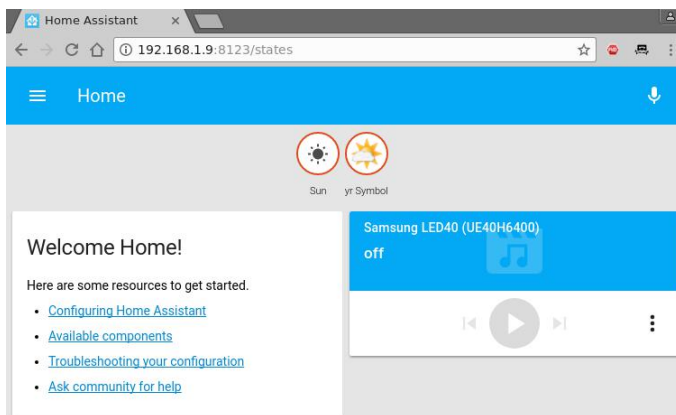 Home Assistant
192.168.1.9:8123/states
Home
Sun
yr Symbol
Welcome Home!
Here are some resources to get started.
Configuring Home Assistant
Available components
Troubleshooting your configuration
Ask community for help
Samsung LED40 (UE40H6400)
off